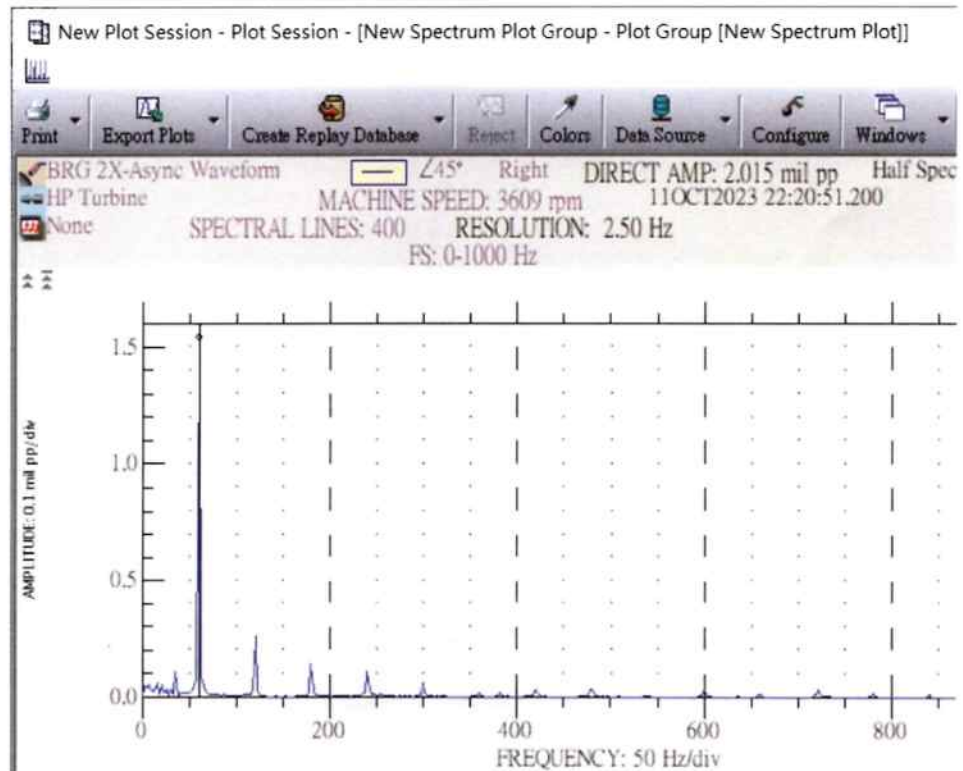 New Plot Session - Plot Session - [New Spectrum Plot Group - Plot Group [New Spectrum Plot]]
Print Export Plots Create Replay Database Reject Colors Data Source Configure Windows
BRG 2X-Async Waveform ∠45° Right DIRECT AMP: 2.015 mil pp Half Spec
HP Turbine MACHINE SPEED: 3609 rpm 11OCT2023 22:20:51.200
None SPECTRAL LINES: 400 RESOLUTION: 2.50 Hz
FS: 0-1000 Hz
1.5
1.0
AMPLITUDE: 0.1 mil pp/div
0.5
0.0
0 200 400 600 800
FREQUENCY: 50 Hz/div